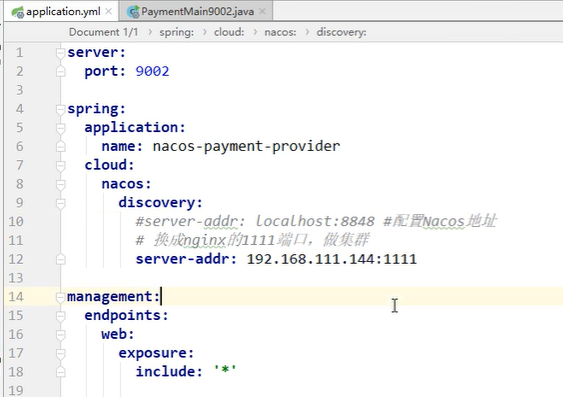 application.yml × PaymentMain9002.java ×
Document 1/1 › spring: › cloud: › nacos: › discovery:
1 server:
2 port: 9002
3
4 spring:
5 application:
6 name: nacos-payment-provider
7 cloud:
8 nacos:
9 discovery:
10 #server-addr: localhost:8848 #配置Nacos地址
11 # 换成nginx的1111端口，做集群
12 server-addr: 192.168.111.144:1111
13
14 management:
15 endpoints:
16 web:
17 exposure:
18 include: '*'
19